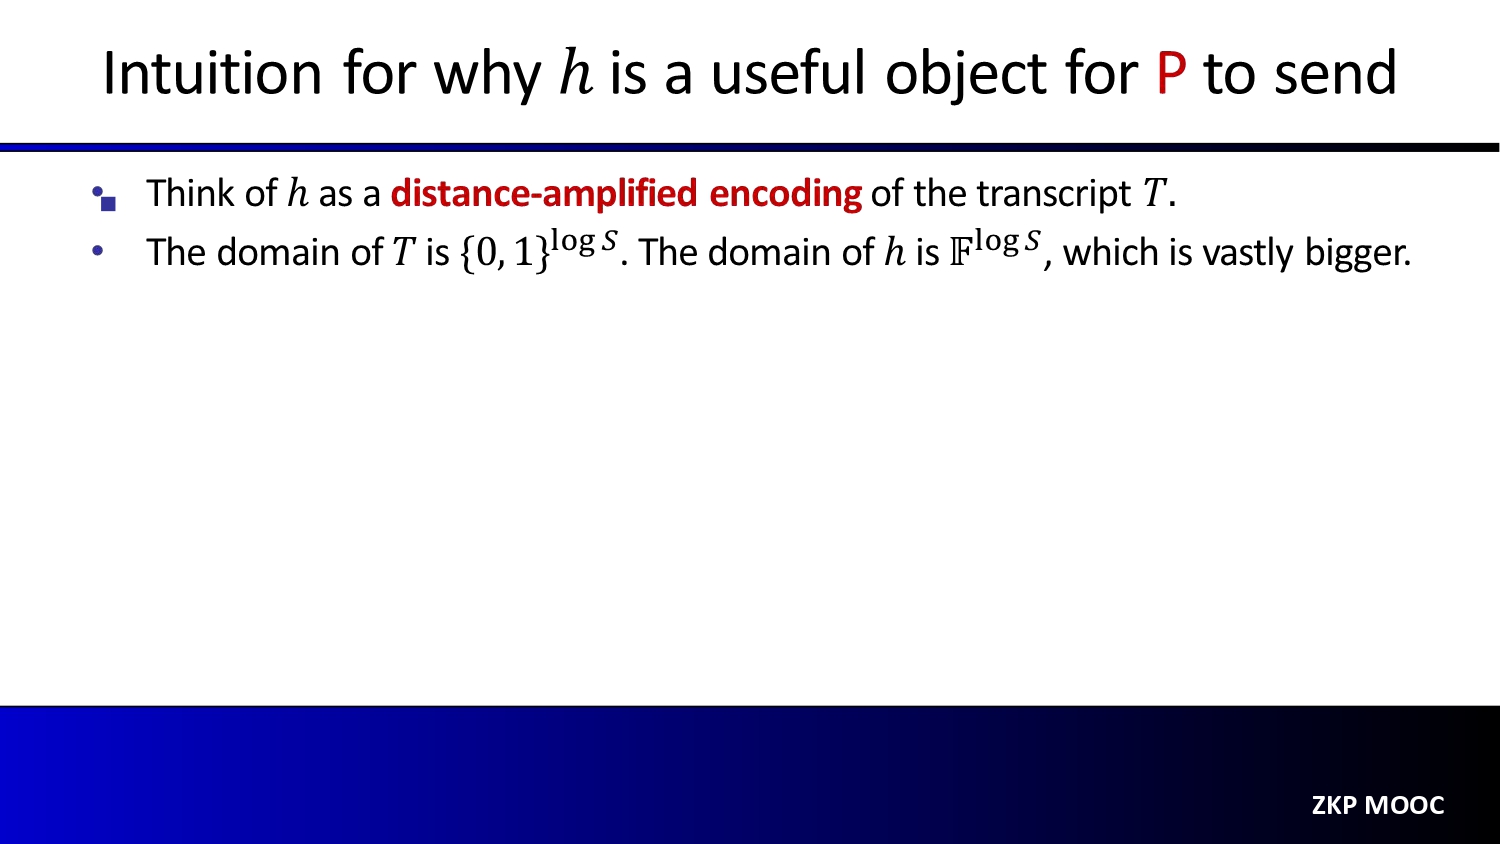 Intuition for why ℎ is a useful object for P to send
• Think of ℎ as a distance-amplified encoding of the transcript 𝑇.
• The domain of 𝑇 is {0, 1}^{log 𝑆}. The domain of ℎ is 𝔽^{log 𝑆}, which is vastly bigger.
ZKP MOOC